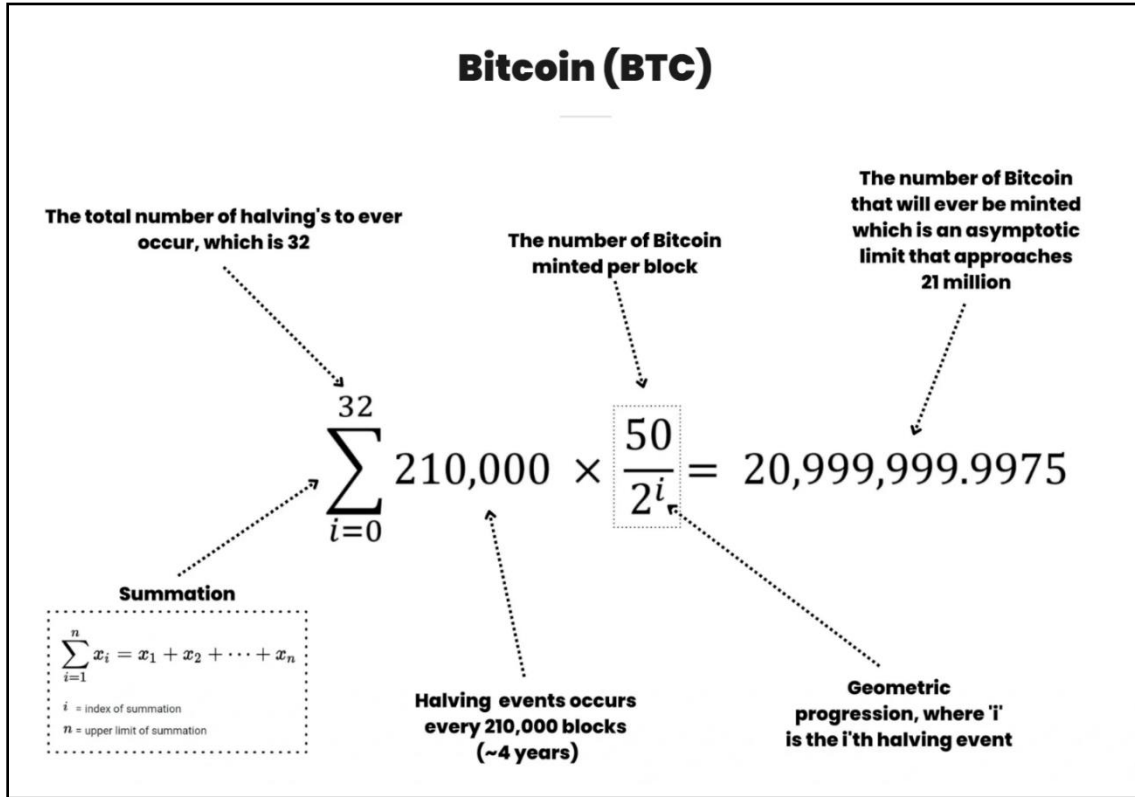 Bitcoin (BTC)
The total number of halving's to ever
occur, which is 32
The number of Bitcoin
minted per block
The number of Bitcoin
that will ever be minted
which is an asymptotic
limit that approaches
21 million
32
∑ 210,000 × 50/2^i = 20,999,999.9975
i=0
Summation
n
∑ x_i = x_1 + x_2 + ⋯ + x_n
i=1
i = index of summation
n = upper limit of summation
Halving events occurs
every 210,000 blocks
(~4 years)
Geometric
progression, where 'i'
is the i'th halving event